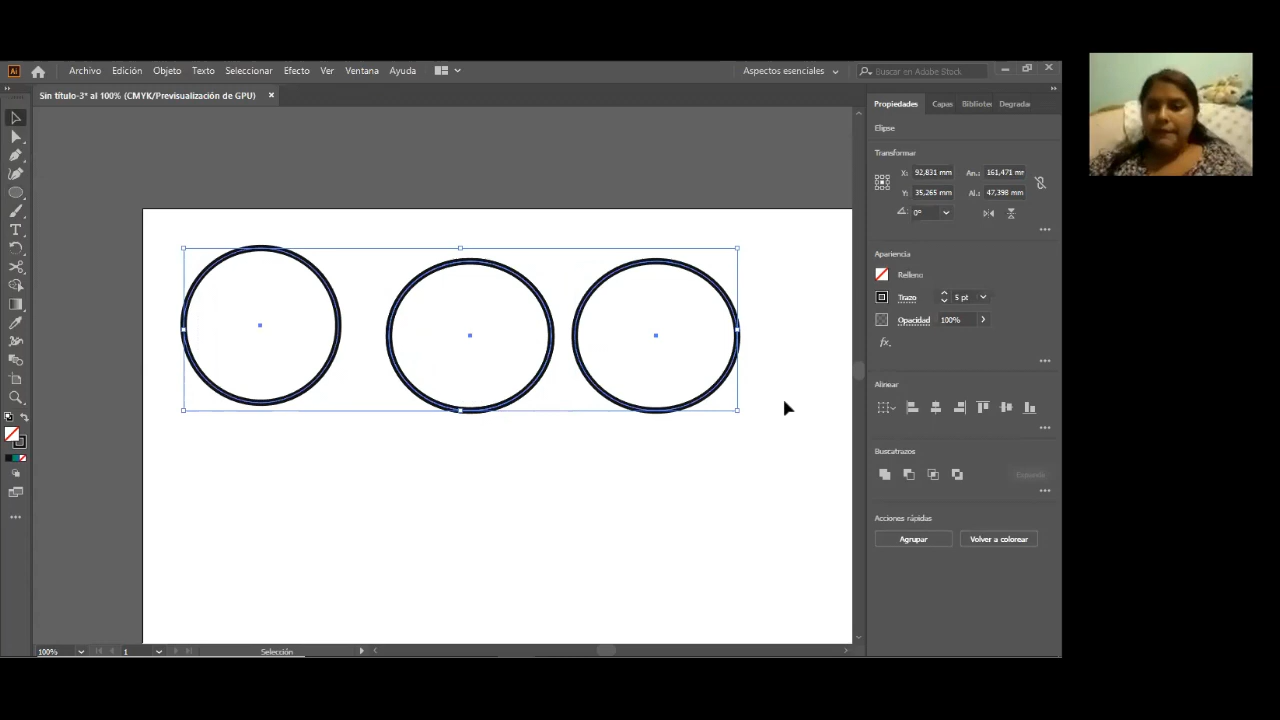 Ai
Archivo Edición Objeto Texto Seleccionar Efecto Ver Ventana Ayuda
Aspectos esenciales
Buscar en Adobe Stock
Sin título-3* al 100% (CMYK/Previsualización de GPU)
Propiedades Capas Bibliotec Degrada
Elipse
Transformar
X: 92,831 mm An.: 161,471 mm
Y: 35,265 mm Al.: 47,398 mm
0°
Apariencia
Relleno
Trazo 5 pt
Opacidad 100%
fx.
Alinear
Buscatrazos
Expandir
Acciones rápidas
Agrupar Volver a colorear
100% 1 Selección